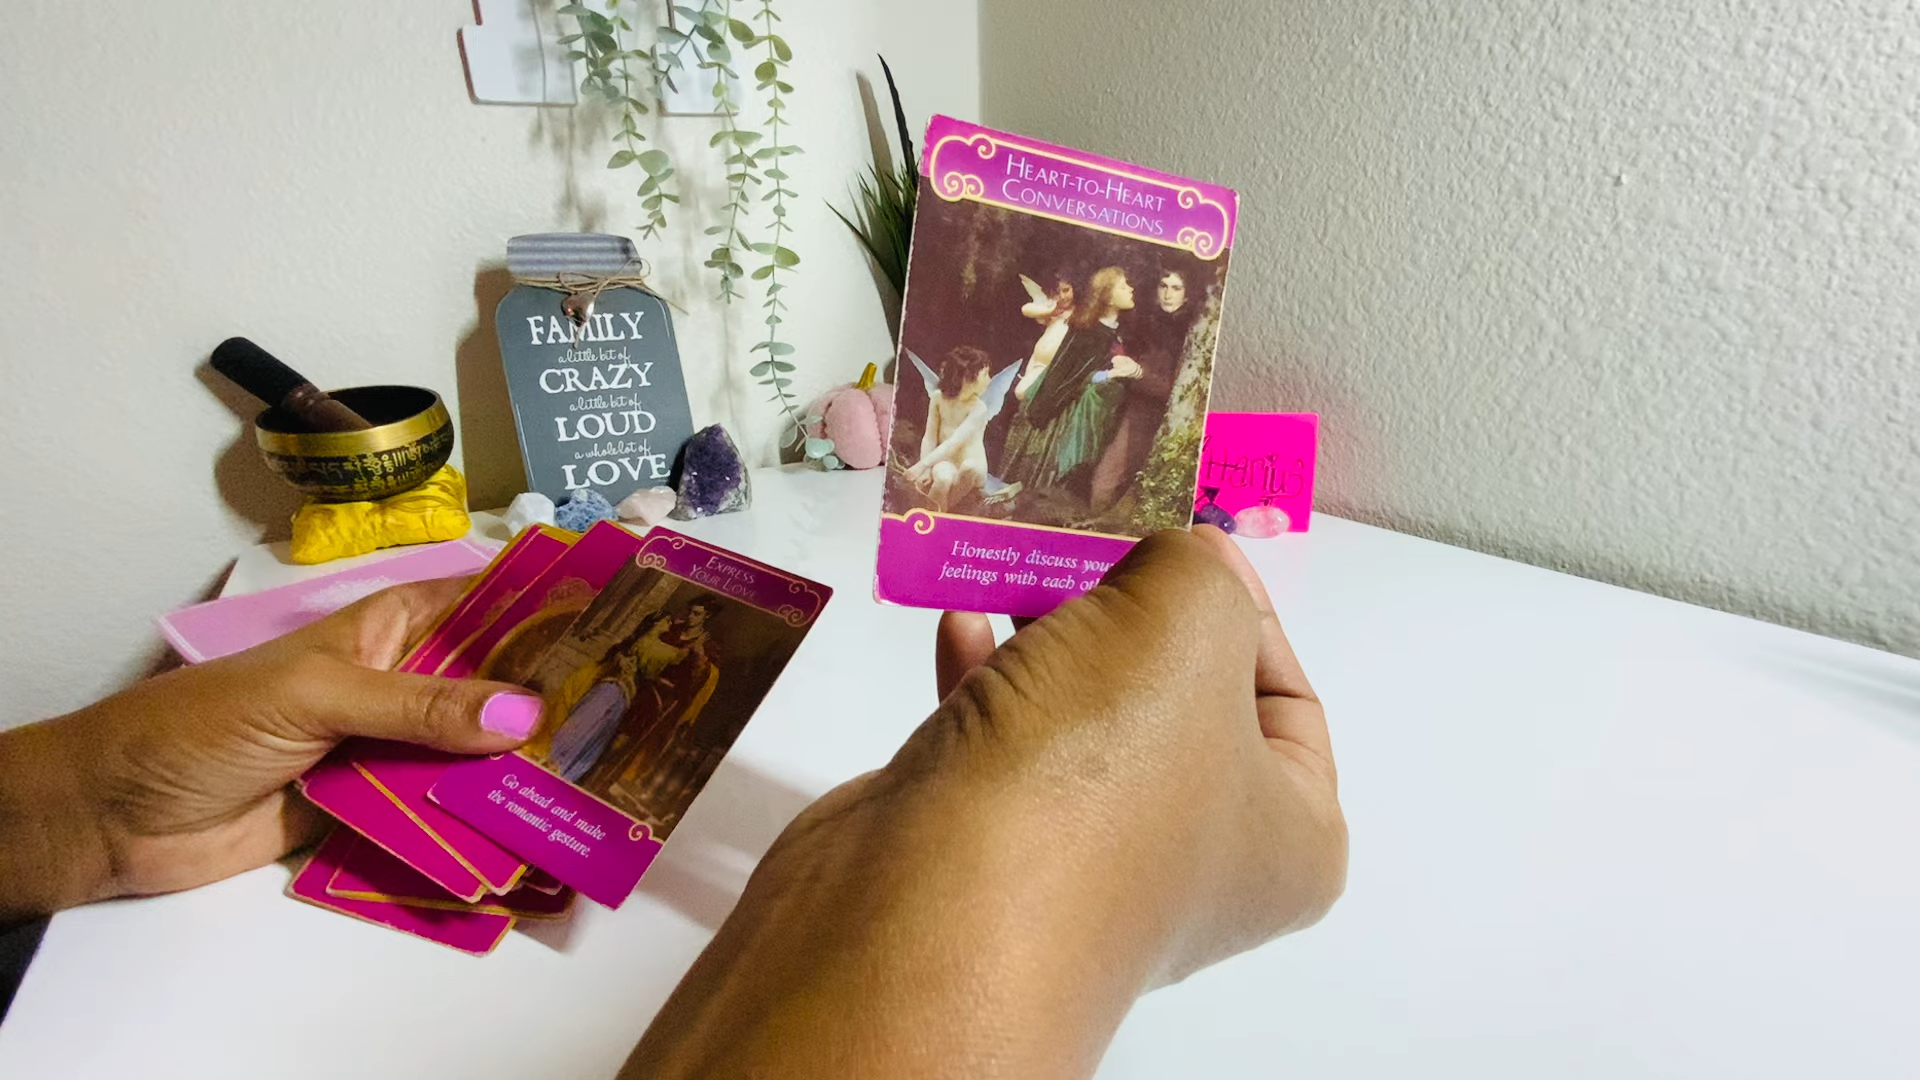 FAMILY
a little bit of
CRAZY
a little bit of
LOUD
a whole lot of
LOVE
HEART-TO-HEART
CONVERSATIONS
Honestly discuss your
feelings with each
EXPRESS
YOUR LOVE
Go ahead and make
the romantic gesture.